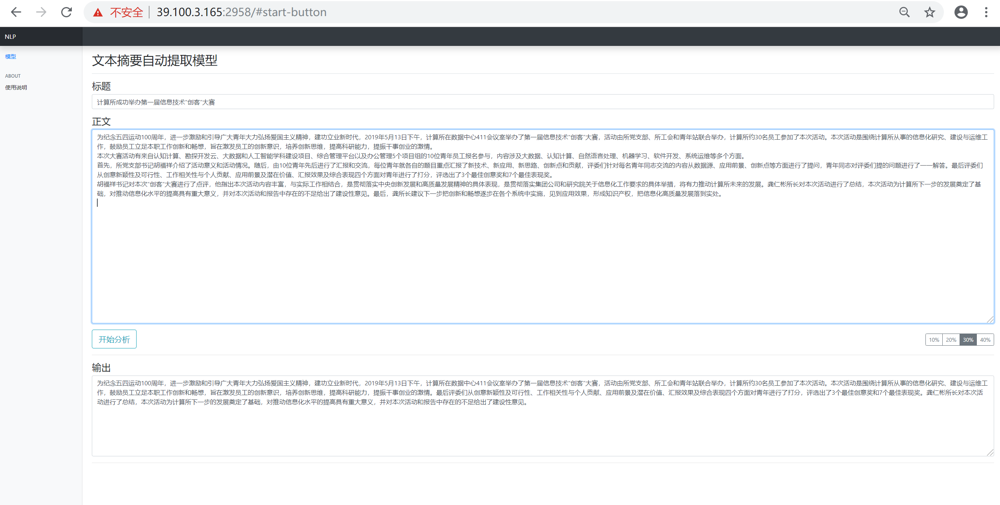 不安全 39.100.3.165:2958/#start-button
NLP
模型
ABOUT
使用说明
文本摘要自动提取模型
标题
计算所成功举办第一届信息技术“创客”大赛
正文
为纪念五四运动100周年，进一步激励和引导广大青年大力弘扬爱国主义精神，建功立业新时代，2019年5月13日下午，计算所在数据中心411会议室举办了第一届信息技术“创客”大赛，活动由所党支部、所工会和青年站联合举办，计算所约30名员工参加了本次活动。本次活动是围绕计算所从事的信息化研究、建设与运维工
作，鼓励员工立足本职工作创新和畅想，旨在激发员工的创新意识，培养创新思维，提高科研能力，提振干事创业的激情。
本次大赛活动有来自认知计算、勘探开发云、大数据和人工智能学科建设项目、综合管理平台以及办公管理5个项目组的10位青年员工报名参与，内容涉及大数据、认知计算、自然语言处理、机器学习、软件开发、系统运维等多个方面。
首先，所党支部书记胡福祥介绍了活动意义和活动情况。随后，由10位青年先后进行了汇报和交流，每位青年就各自的题目重点汇报了新技术、新应用、新思路、创新点和贡献，评委们针对每名青年同志交流的内容从数据源、应用前景、创新点等方面进行了提问，青年同志对评委们提的问题进行了一一解答。最后评委们
从创意新颖性及可行性、工作相关性与个人贡献、应用前景及潜在价值、汇报效果及综合表现四个方面对青年进行了打分，评选出了3个最佳创意奖和7个最佳表现奖。
胡福祥书记对本次“创客”大赛进行了点评，他指出本次活动内容丰富，与实际工作相结合，是贯彻落实中央创新发展和高质量发展精神的具体表现，是贯彻落实集团公司和研究院关于信息化工作要求的具体举措，将有力推动计算所未来的发展。龚仁彬所长对本次活动进行了总结，本次活动为计算所下一步的发展奠定了基
础，对推动信息化水平的提高具有重大意义，并对本次活动和报告中存在的不足给出了建设性意见。最后，龚所长建议下一步把创新和畅想逐步在各个系统中实施，见到应用效果，形成知识产权，把信息化高质量发展落到实处。
开始分析
10% 20% 30% 40%
输出
为纪念五四运动100周年，进一步激励和引导广大青年大力弘扬爱国主义精神，建功立业新时代，2019年5月13日下午，计算所在数据中心411会议室举办了第一届信息技术“创客”大赛，活动由所党支部、所工会和青年站联合举办，计算所约30名员工参加了本次活动。本次活动是围绕计算所从事的信息化研究、建设与运维工
作，鼓励员工立足本职工作创新和畅想，旨在激发员工的创新意识，培养创新思维，提高科研能力，提振干事创业的激情。最后评委们从创意新颖性及可行性、工作相关性与个人贡献、应用前景及潜在价值、汇报效果及综合表现四个方面对青年进行了打分，评选出了3个最佳创意奖和7个最佳表现奖。龚仁彬所长对本次活
动进行了总结，本次活动为计算所下一步的发展奠定了基础，对推动信息化水平的提高具有重大意义，并对本次活动和报告中存在的不足给出了建设性意见。